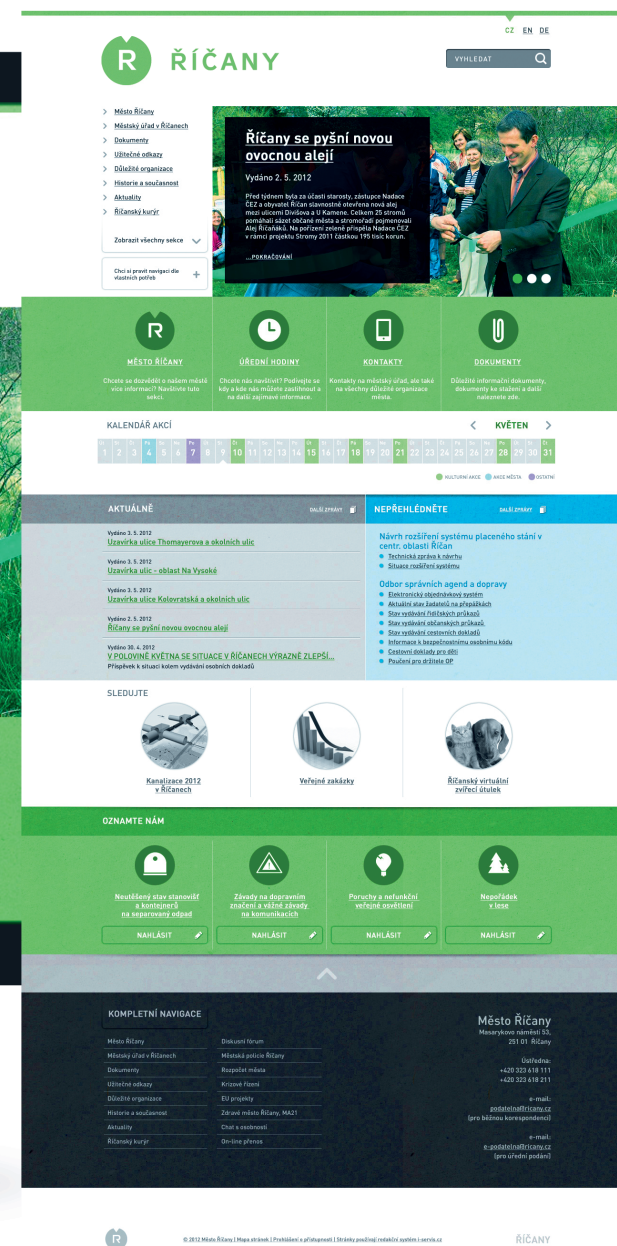 CZ EN DE
Ř ŘÍČANY
VYHLEDAT
Město Říčany
Městský úřad v Říčanech
Dokumenty
Užitečné odkazy
Důležité organizace
Historie a současnost
Aktuality
Říčanský kurýr
Zobrazit všechny sekce
Chci si pravit navigaci dle
vlastních potřeb
Říčany se pyšní novou
ovocnou alejí
Vydáno 2. 5. 2012
Před týdnem byla za účasti starosty, zástupce Nadace
ČEZ a obyvatel Říčan slavnostně otevřena nová alej
mezi ulicemi Divišova a U Kamene. Celkem 25 stromů
pomáhali sázet občané města a stromořadí pojmenovali
Alej Říčaňáků. Na pořízení zeleně přispěla Nadace ČEZ
v rámci projektu Stromy 2011 částkou 195 tisíc korun.
...POKRAČOVÁNÍ
MĚSTO ŘÍČANY
Chcete se dozvědět o našem městě
více informací? Navštivte tuto
sekci.
ÚŘEDNÍ HODINY
Chcete nás navštívit? Podívejte se
kdy a kde nás můžete zastihnout a
na další zajímavé informace.
KONTAKTY
Kontakty na městský úřad, ale také
na všechny důležité organizace
města.
DOKUMENTY
Důležité informační dokumenty,
dokumenty ke stažení a další
naleznete zde.
KALENDÁŘ AKCÍ
KVĚTEN
1 2 3 4 5 6 7 8 9 10 11 12 13 14 15 16 17 18 19 20 21 22 23 24 25 26 27 28 29 30 31
KULTURNÍ AKCE AKCE MĚSTA OSTATNÍ
AKTUÁLNĚ
DALŠÍ ZPRÁVY
Vydáno 3. 5. 2012
Uzavírka ulice Thomayerova a okolních ulic
Vydáno 3. 5. 2012
Uzavírka ulic - oblast Na Vysoké
Vydáno 3. 5. 2012
Uzavírka ulice Kolovratská a okolních ulic
Vydáno 2. 5. 2012
Říčany se pyšní novou ovocnou alejí
Vydáno 30. 4. 2012
V POLOVINĚ KVĚTNA SE SITUACE V ŘÍČANECH VÝRAZNĚ ZLEPŠÍ...
Příspěvek k situaci kolem vydávání osobních dokladů
NEPŘEHLÉDNĚTE
DALŠÍ ZPRÁVY
Návrh rozšíření systému placeného stání v
centr. oblasti Říčan
Technická zpráva k návrhu
Situace rozšíření systému
Odbor správních agend a dopravy
Elektronický objednávkový systém
Aktuální stav žadatelů na přepážkách
Stav vydávání řidičských průkazů
Stav vydávání občanských průkazů
Stav vydávání cestovních dokladů
Informace k bezpečnostnímu osobnímu kódu
Cestovní doklady pro děti
Poučení pro držitele OP
SLEDUJTE
Kanalizace 2012
v Říčanech
Veřejné zakázky
Říčanský virtuální
zvířecí útulek
OZNAMTE NÁM
Neutěšený stav stanovišť
a kontejnerů
na separovaný odpad
Závady na dopravním
značení a vážné závady
na komunikacích
Poruchy a nefunkční
veřejné osvětlení
Nepořádek
v lese
NAHLÁSIT
NAHLÁSIT
NAHLÁSIT
NAHLÁSIT
KOMPLETNÍ NAVIGACE
Město Říčany
Městský úřad v Říčanech
Dokumenty
Užitečné odkazy
Důležité organizace
Historie a současnost
Aktuality
Říčanský kurýr
Diskusní fórum
Městská policie Říčany
Rozpočet města
Krizové řízení
EU projekty
Zdravé město Říčany, MA21
Chat s osobností
On-line přenos
Město Říčany
Masarykovo náměstí 53,
251 01 Říčany
Ústředna:
+420 323 618 111
+420 323 618 211
e-mail:
podatelna@ricany.cz
(pro běžnou korespondenci)
e-mail:
e-podatelna@ricany.cz
(pro úřední podání)
Ř
© 2012 Město Říčany | Mapa stránek | Prohlášení o přístupnosti | Stránky používají redakční systém r-servis.cz
ŘÍČANY